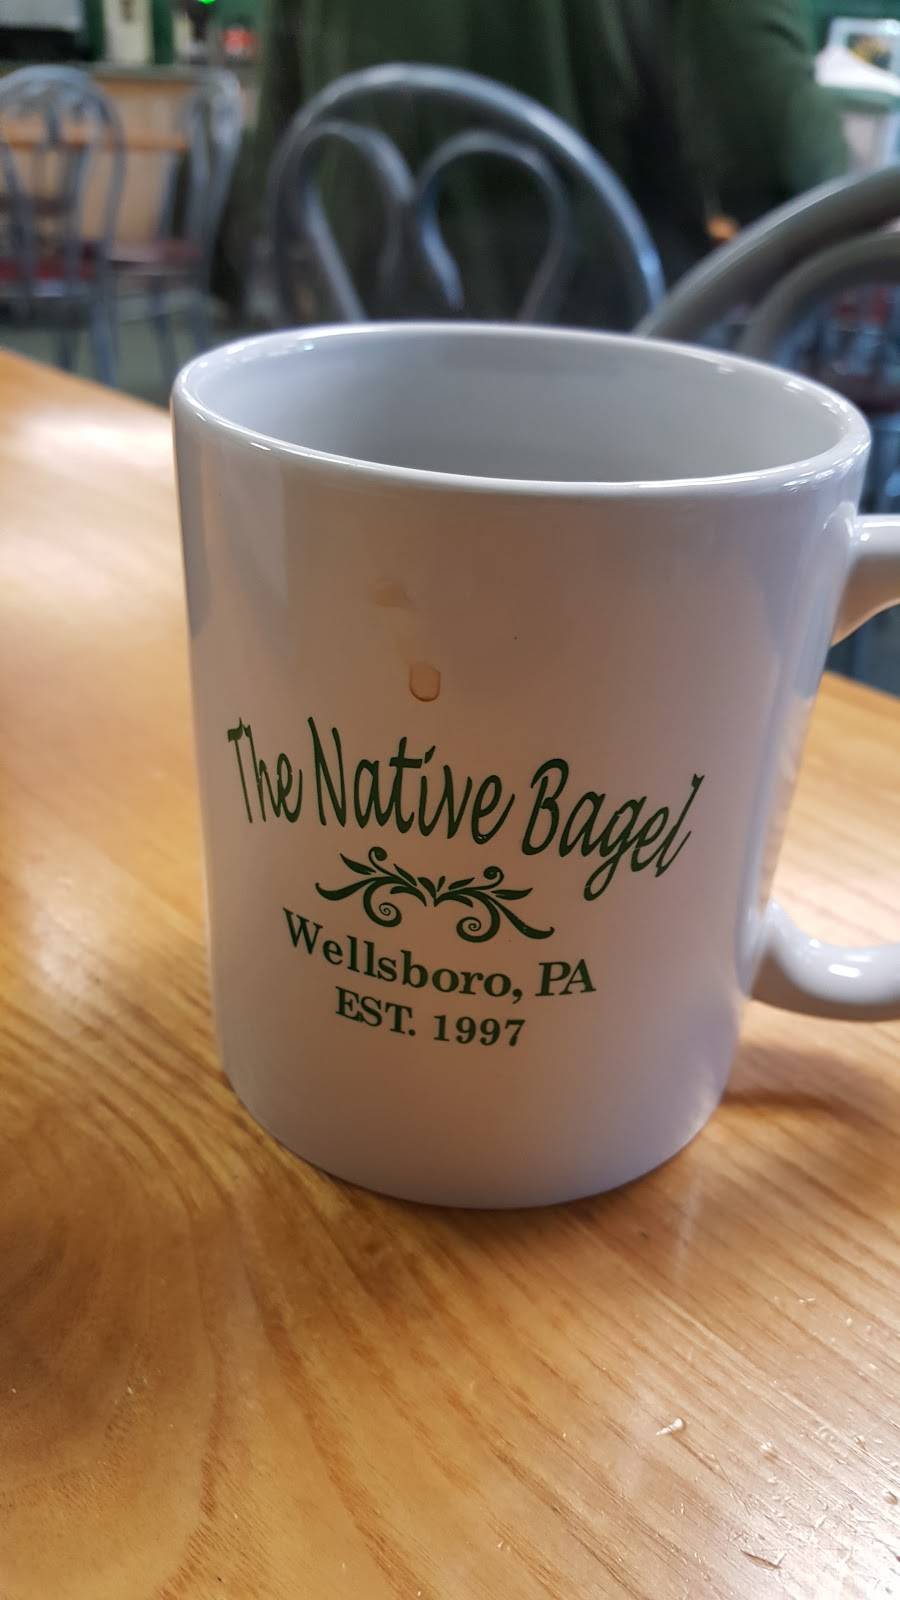 The Native Bagel
Wellsboro, PA
EST. 1997